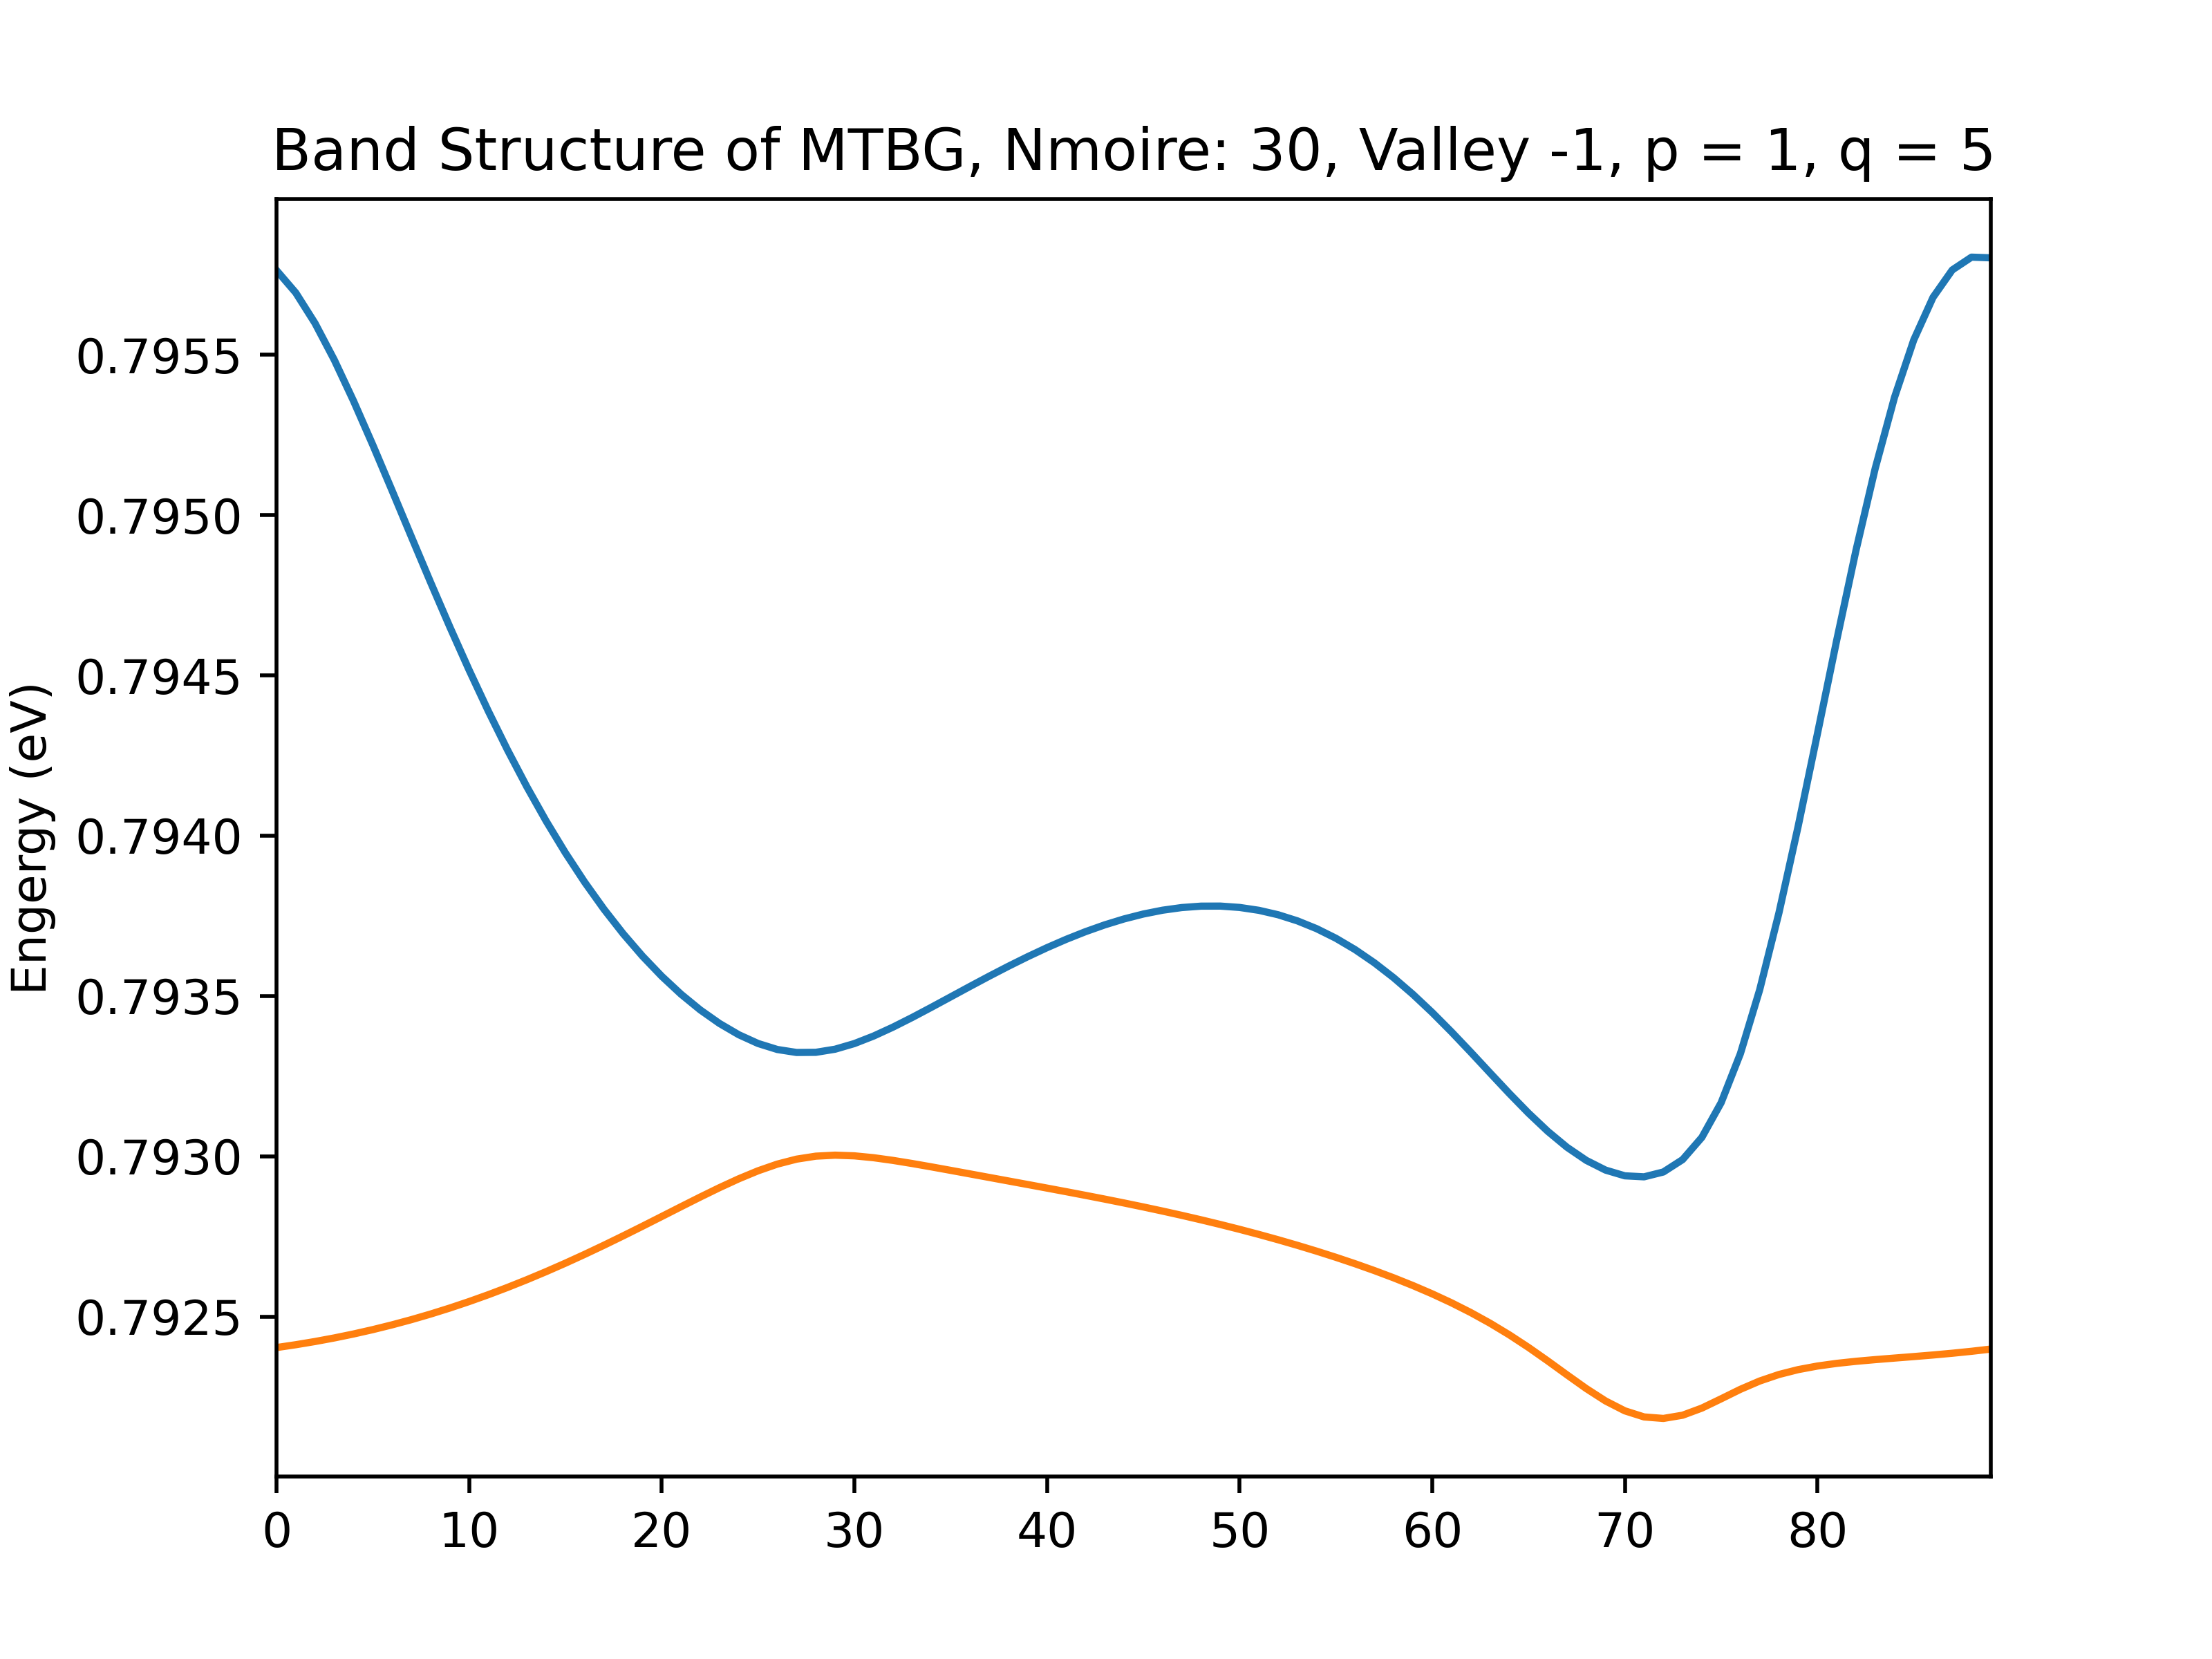 Band Structure of MTBG, Nmoire: 30, Valley -1, p = 1, q = 5
Engergy (eV)
0.7955
0.7950
0.7945
0.7940
0.7935
0.7930
0.7925
0 10 20 30 40 50 60 70 80